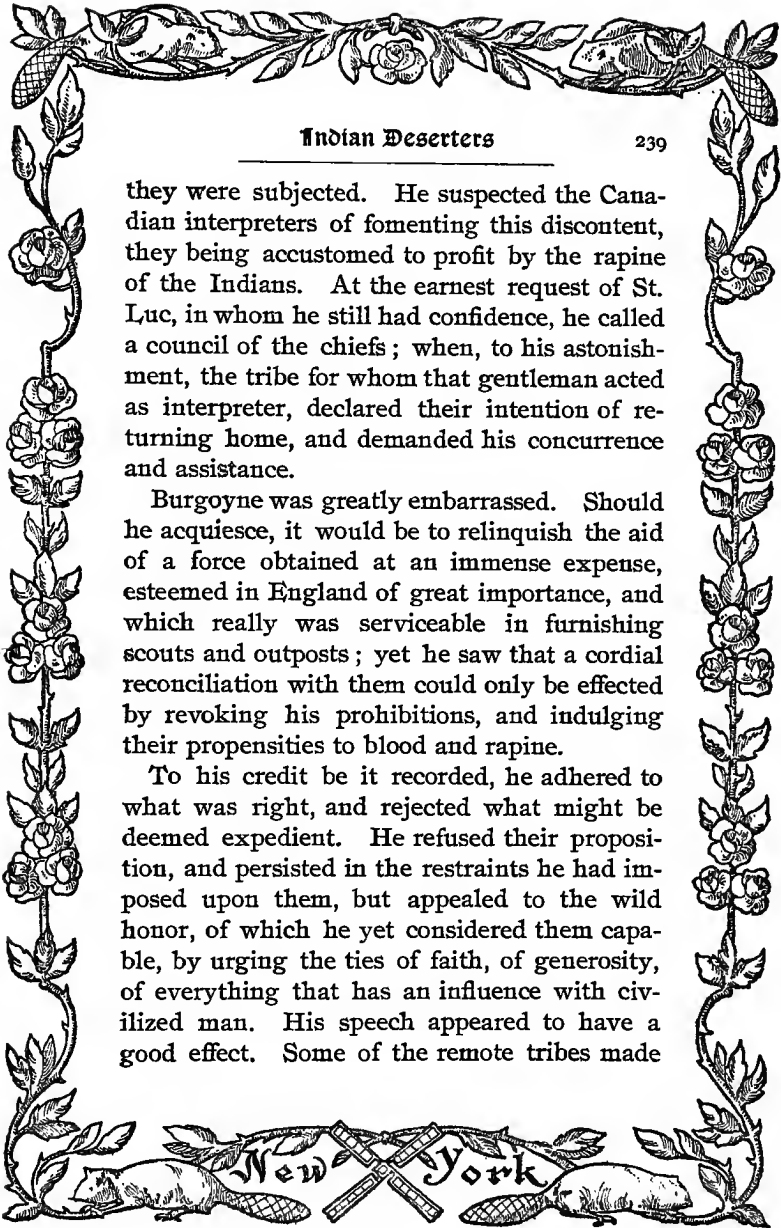 Indian Deserters 239
they were subjected. He suspected the Cana-
dian interpreters of fomenting this discontent,
they being accustomed to profit by the rapine
of the Indians. At the earnest request of St.
Luc, in whom he still had confidence, he called
a council of the chiefs; when, to his astonish-
ment, the tribe for whom that gentleman acted
as interpreter, declared their intention of re-
turning home, and demanded his concurrence
and assistance.
Burgoyne was greatly embarrassed. Should
he acquiesce, it would be to relinquish the aid
of a force obtained at an immense expense,
esteemed in England of great importance, and
which really was serviceable in furnishing
scouts and outposts; yet he saw that a cordial
reconciliation with them could only be effected
by revoking his prohibitions, and indulging
their propensities to blood and rapine.
To his credit be it recorded, he adhered to
what was right, and rejected what might be
deemed expedient. He refused their proposi-
tion, and persisted in the restraints he had im-
posed upon them, but appealed to the wild
honor, of which he yet considered them capa-
ble, by urging the ties of faith, of generosity,
of everything that has an influence with civ-
ilized man. His speech appeared to have a
good effect. Some of the remote tribes made
New York